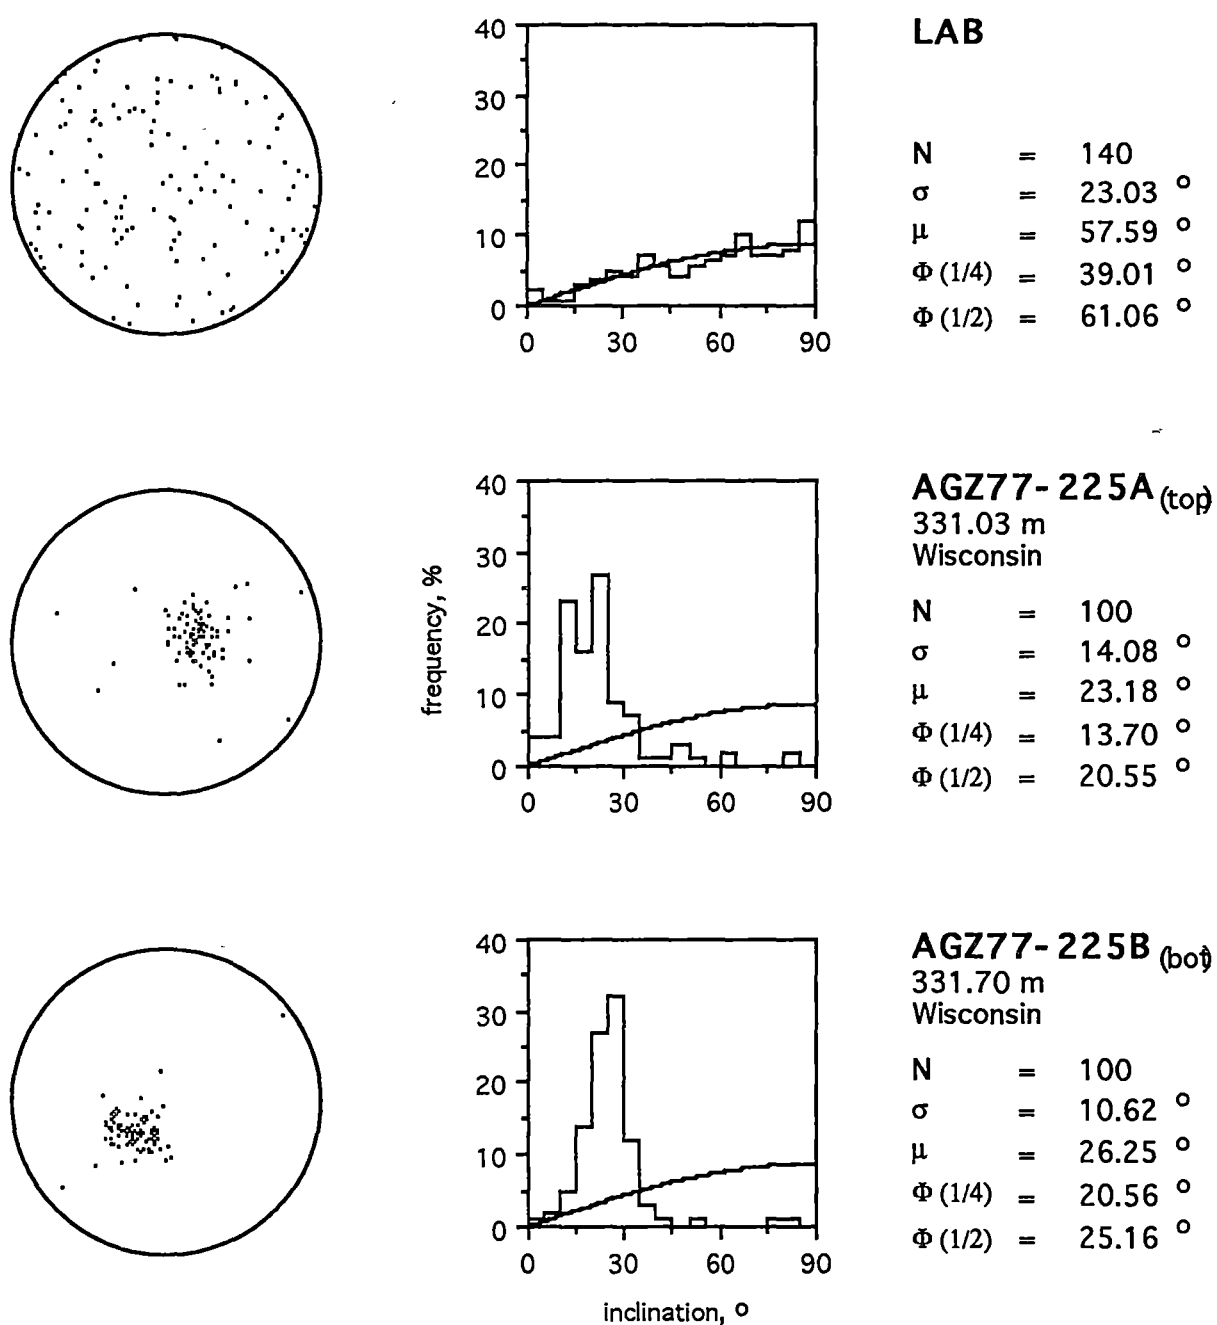 40
30
20
10
0
0 30 60 90
LAB
N = 140
σ = 23.03 °
μ = 57.59 °
Φ (1/4) = 39.01 °
Φ (1/2) = 61.06 °
frequency, %
40
30
20
10
0
0 30 60 90
AGZ77-225A (top)
331.03 m
Wisconsin
N = 100
σ = 14.08 °
μ = 23.18 °
Φ (1/4) = 13.70 °
Φ (1/2) = 20.55 °
40
30
20
10
0
0 30 60 90
inclination, °
AGZ77-225B (bot)
331.70 m
Wisconsin
N = 100
σ = 10.62 °
μ = 26.25 °
Φ (1/4) = 20.56 °
Φ (1/2) = 25.16 °